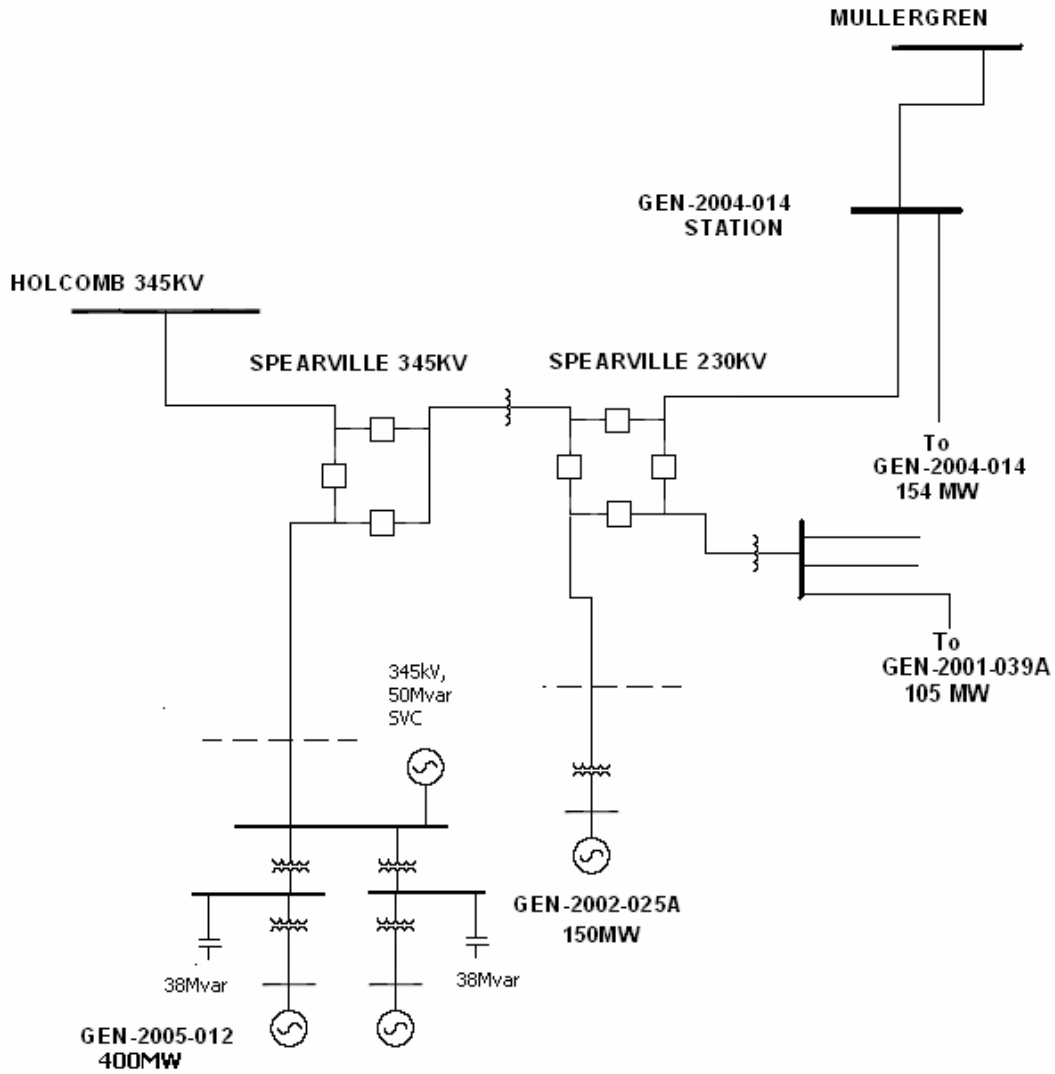 MULLERGREN
GEN-2004-014
STATION
HOLCOMB 345KV
SPEARVILLE 345KV
SPEARVILLE 230KV
To
GEN-2004-014
154 MW
To
GEN-2001-039A
105 MW
345kV,
50Mvar
SVC
GEN-2002-025A
150MW
38Mvar
38Mvar
GEN-2005-012
400MW